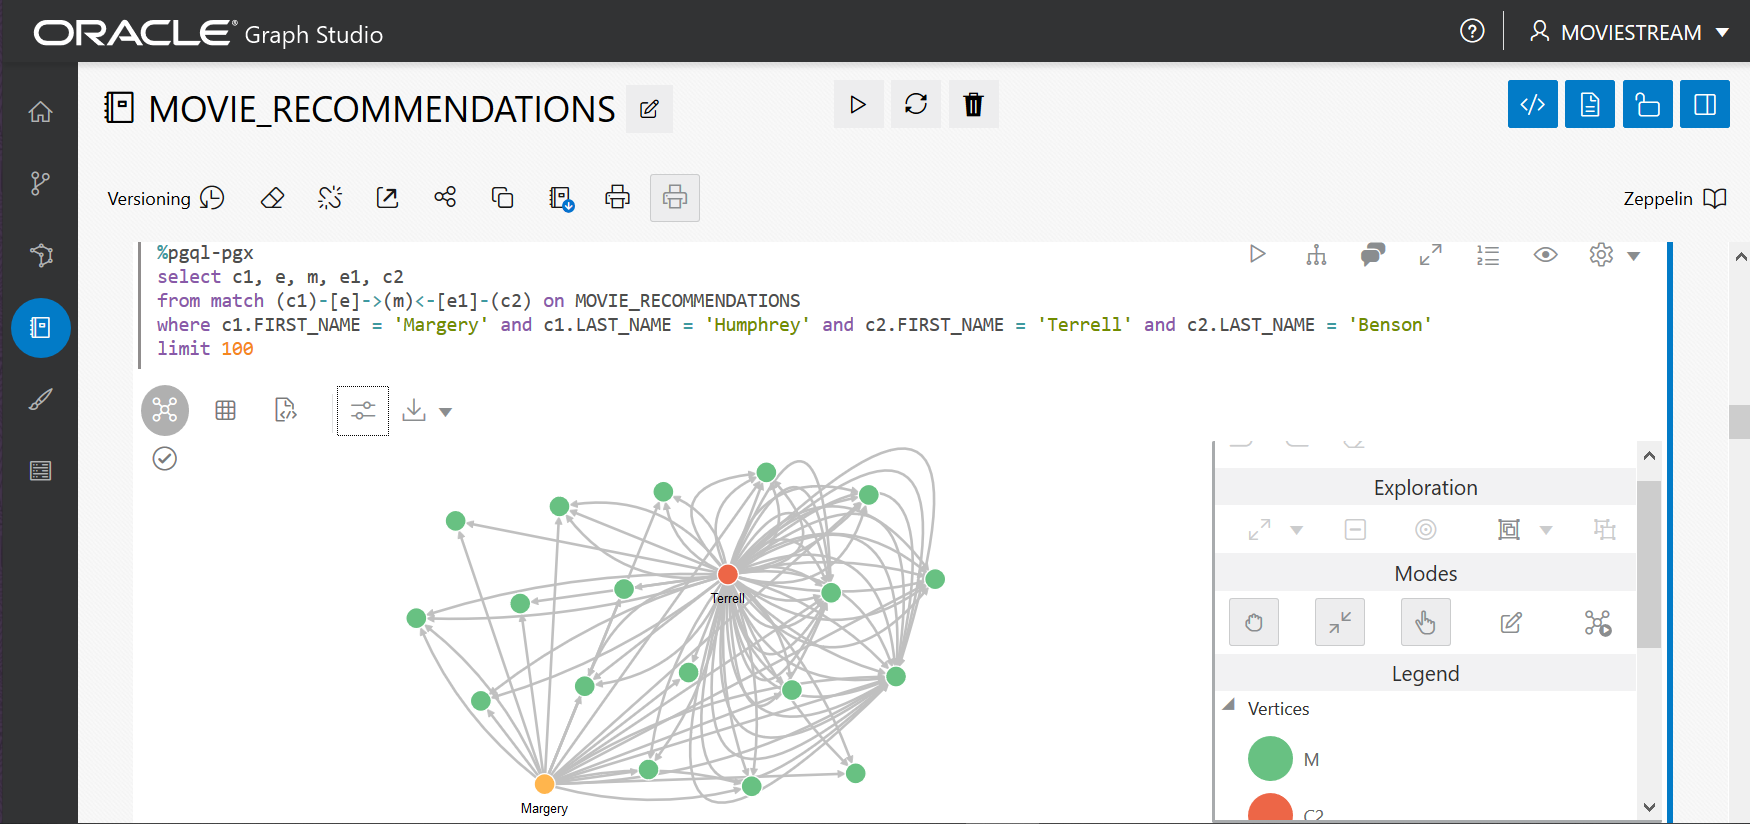 ORACLE® Graph Studio
MOVIESTREAM
MOVIE_RECOMMENDATIONS
Versioning
Zeppelin
%pgql-pgx
select c1, e, m, e1, c2
from match (c1)-[e]->(m)<-[e1]-(c2) on MOVIE_RECOMMENDATIONS
where c1.FIRST_NAME = 'Margery' and c1.LAST_NAME = 'Humphrey' and c2.FIRST_NAME = 'Terrell' and c2.LAST_NAME = 'Benson'
limit 100
Exploration
Modes
Legend
Vertices
M
C2
Terrell
Margery